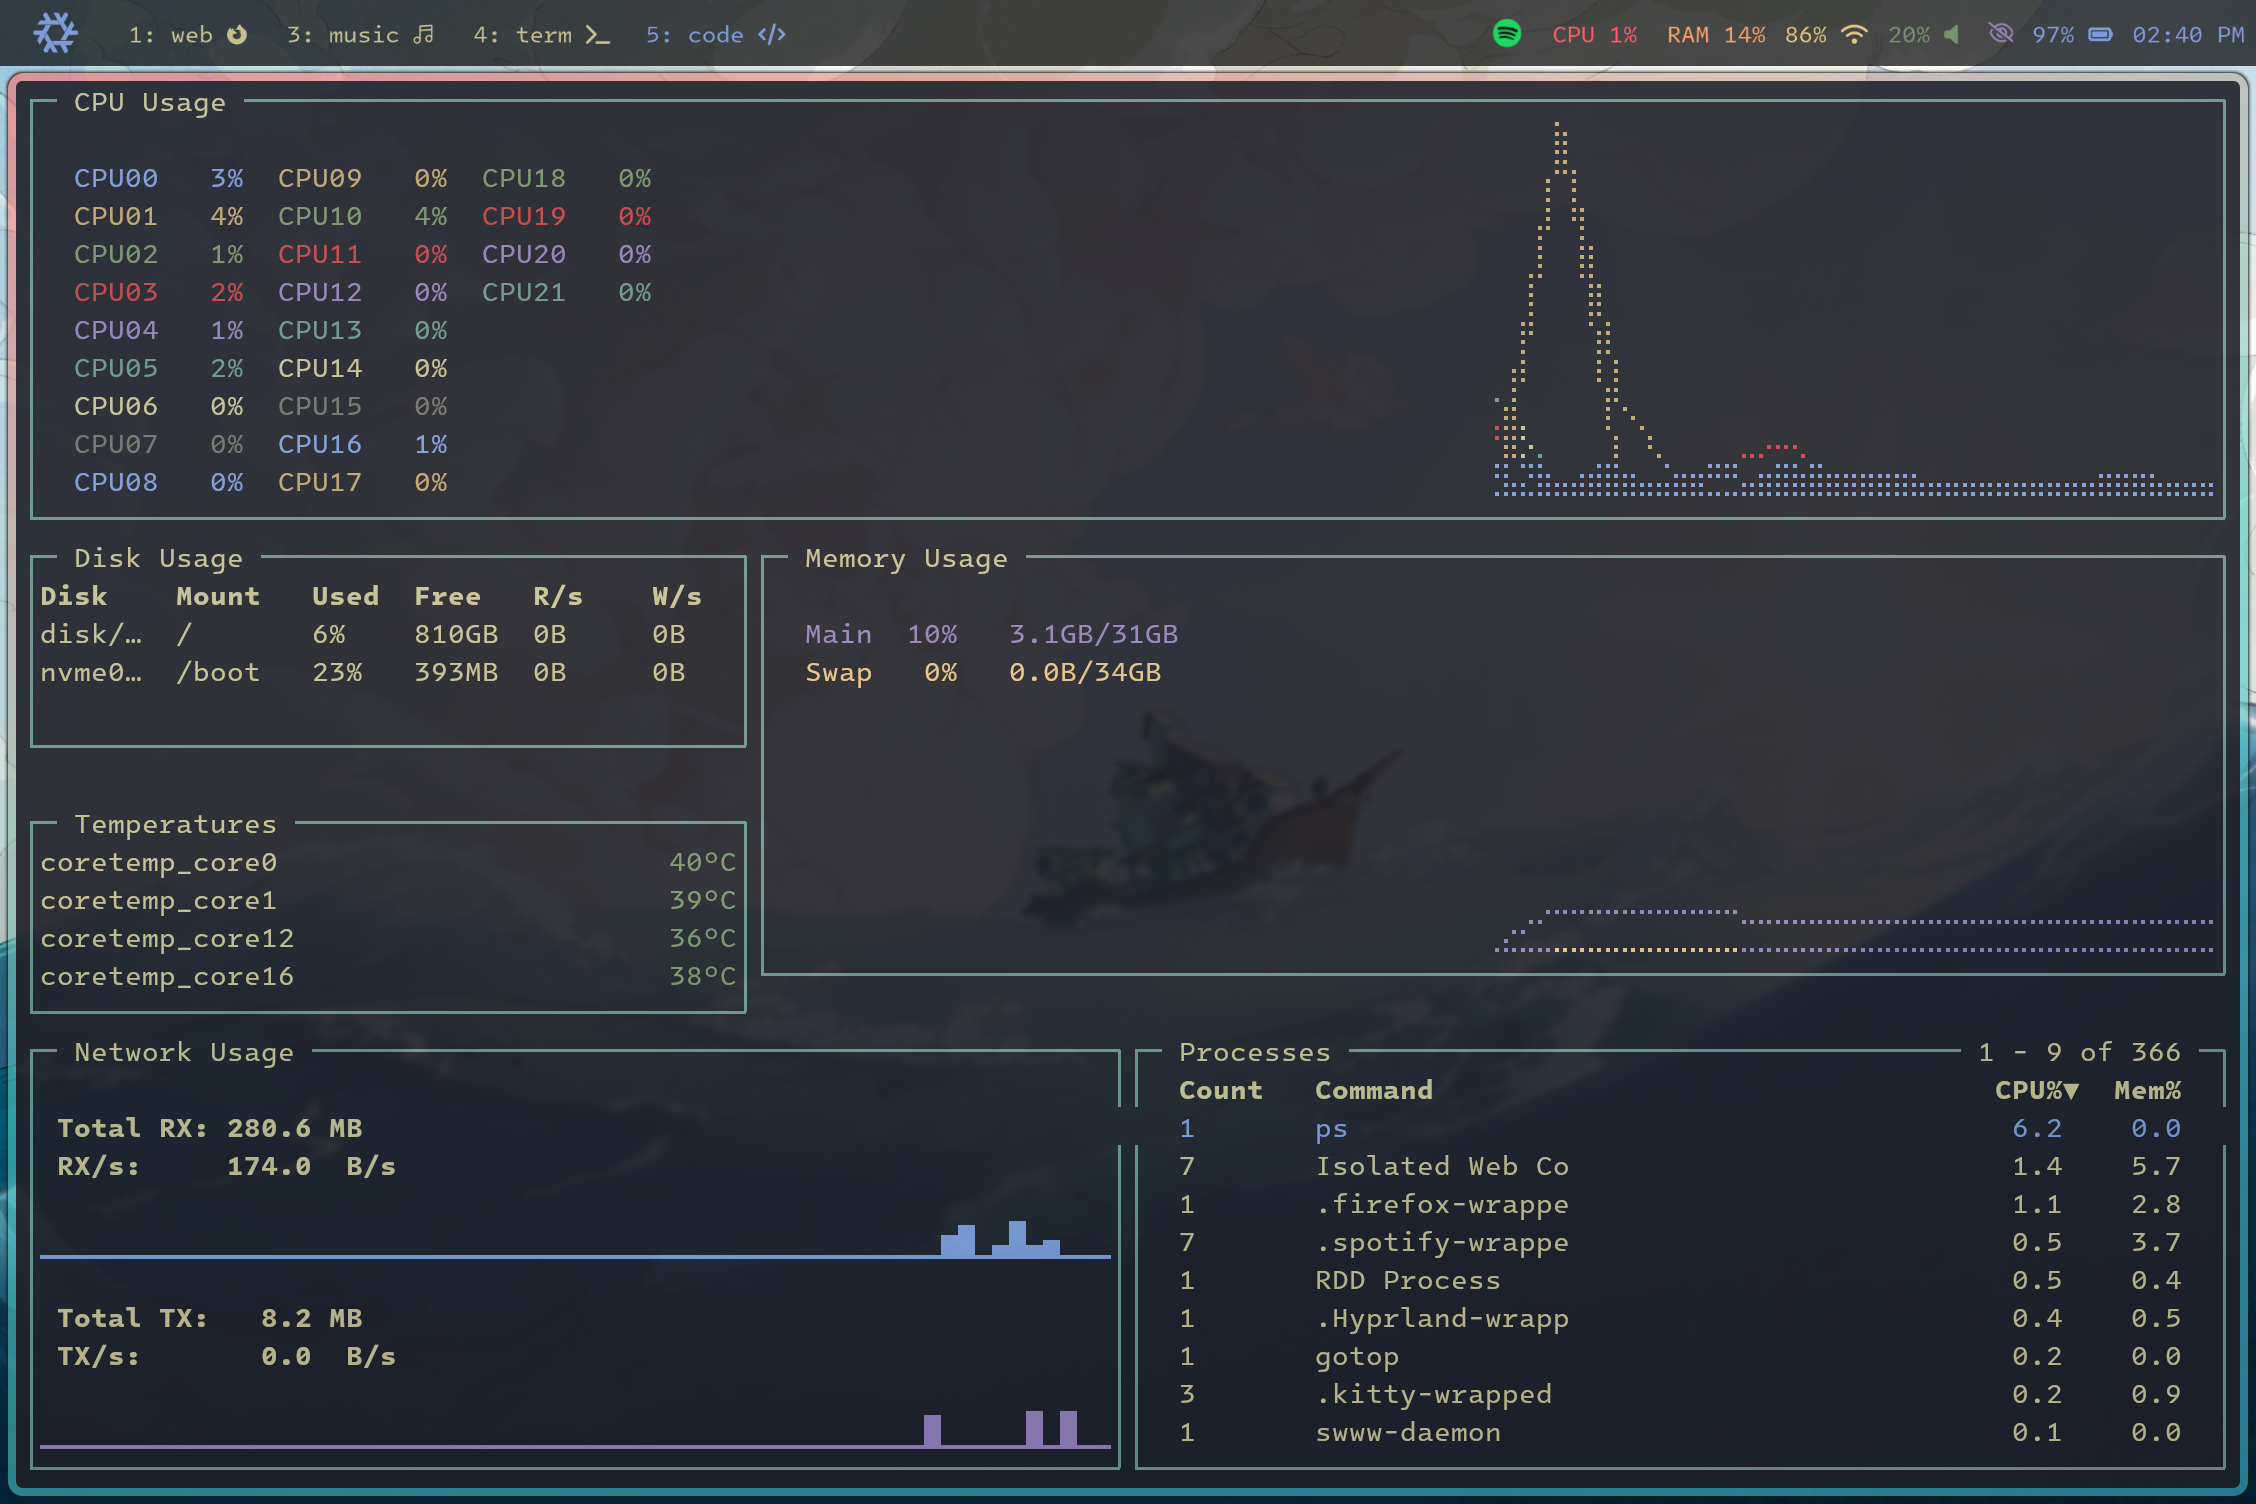 1: web 3: music 4: term 5: code CPU 1% RAM 14% 86% 20% 97% 02:40 PM
CPU Usage
CPU00 3% CPU09 0% CPU18 0%
CPU01 4% CPU10 4% CPU19 0%
CPU02 1% CPU11 0% CPU20 0%
CPU03 2% CPU12 0% CPU21 0%
CPU04 1% CPU13 0%
CPU05 2% CPU14 0%
CPU06 0% CPU15 0%
CPU07 0% CPU16 1%
CPU08 0% CPU17 0%
Disk Usage
Disk Mount Used Free R/s W/s
disk/… / 6% 810GB 0B 0B
nvme0… /boot 23% 393MB 0B 0B
Memory Usage
Main 10% 3.1GB/31GB
Swap 0% 0.0B/34GB
Temperatures
coretemp_core0 40°C
coretemp_core1 39°C
coretemp_core12 36°C
coretemp_core16 38°C
Network Usage
Total RX: 280.6 MB
RX/s: 174.0 B/s
Total TX: 8.2 MB
TX/s: 0.0 B/s
Processes 1 - 9 of 366
Count Command CPU%▼ Mem%
1 ps 6.2 0.0
7 Isolated Web Co 1.4 5.7
1 .firefox-wrappe 1.1 2.8
7 .spotify-wrappe 0.5 3.7
1 RDD Process 0.5 0.4
1 .Hyprland-wrapp 0.4 0.5
1 gotop 0.2 0.0
3 .kitty-wrapped 0.2 0.9
1 swww-daemon 0.1 0.0